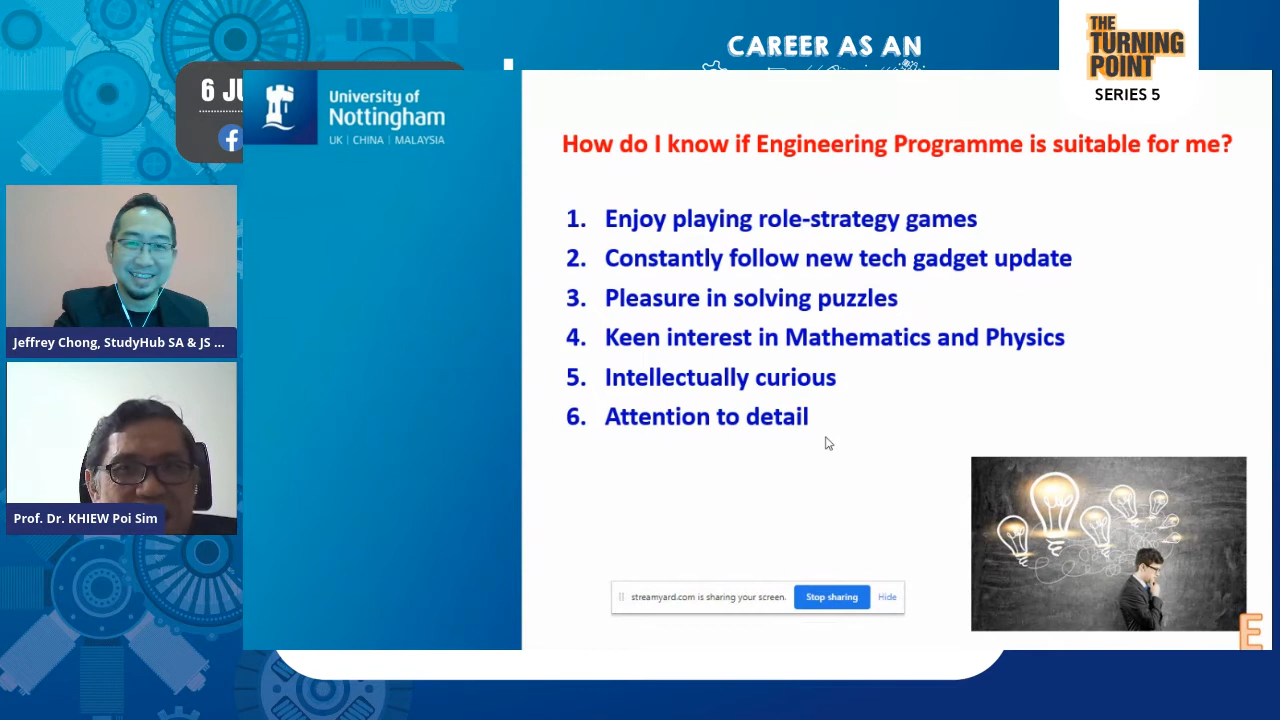 CAREER AS AN
THE
TURNING
POINT
SERIES 5
6 JU
University of
Nottingham
UK | CHINA | MALAYSIA
How do I know if Engineering Programme is suitable for me?
1. Enjoy playing role-strategy games
2. Constantly follow new tech gadget update
3. Pleasure in solving puzzles
4. Keen interest in Mathematics and Physics
5. Intellectually curious
6. Attention to detail
Jeffrey Chong, StudyHub SA & JS ...
Prof. Dr. KHIEW Poi Sim
streamyard.com is sharing your screen.
Stop sharing
Hide
E